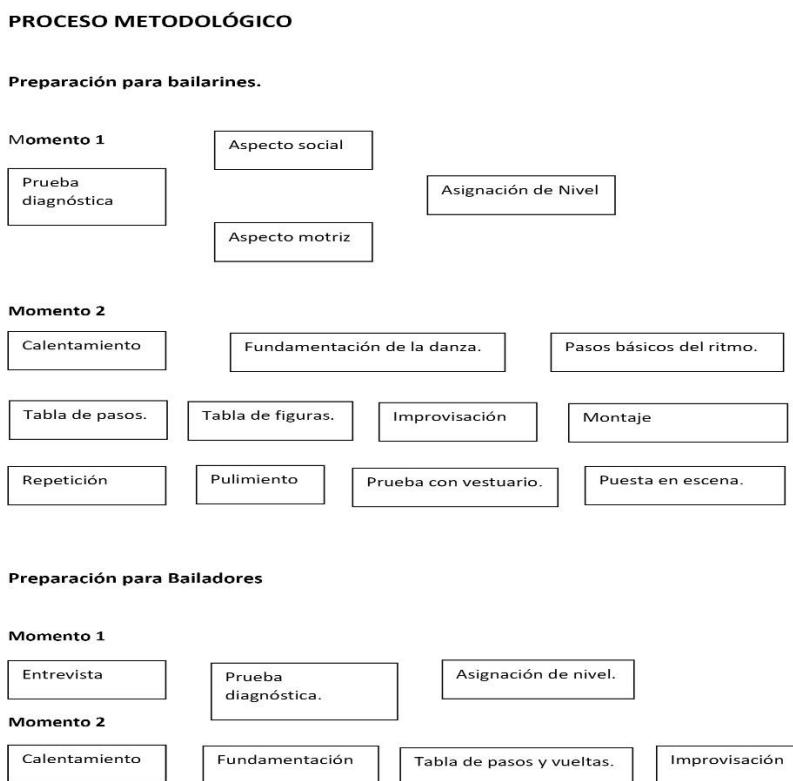 PROCESO METODOLÓGICO
Preparación para bailarines.
Momento 1
Aspecto social
Prueba
diagnóstica
Asignación de Nivel
Aspecto motriz
Momento 2
Calentamiento
Fundamentación de la danza.
Pasos básicos del ritmo.
Tabla de pasos.
Tabla de figuras.
Improvisación
Montaje
Repetición
Pulimiento
Prueba con vestuario.
Puesta en escena.
Preparación para Bailadores
Momento 1
Entrevista
Prueba
diagnóstica.
Asignación de nivel.
Momento 2
Calentamiento
Fundamentación
Tabla de pasos y vueltas.
Improvisación